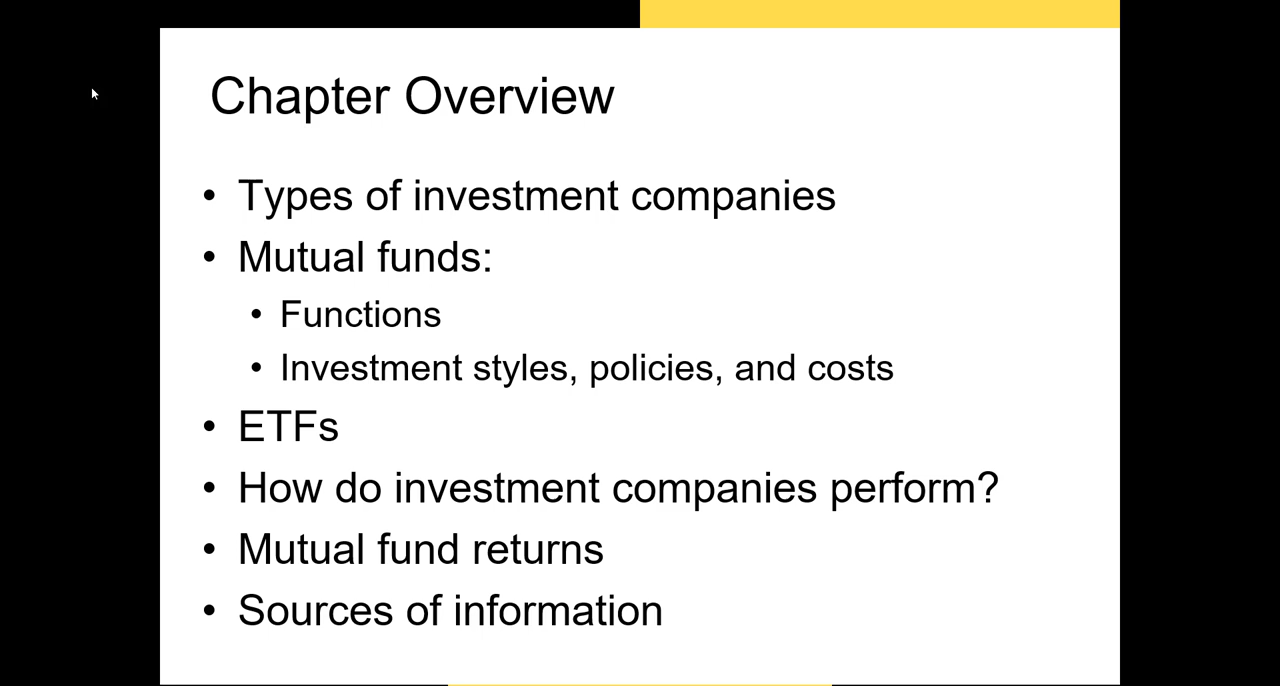 Chapter Overview
• Types of investment companies
• Mutual funds:
• Functions
• Investment styles, policies, and costs
• ETFs
• How do investment companies perform?
• Mutual fund returns
• Sources of information